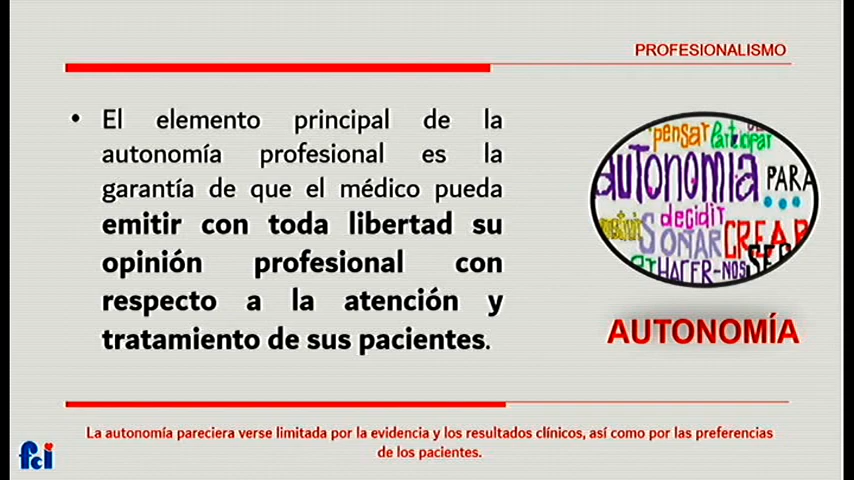 PROFESIONALISMO
• El elemento principal de la
autonomía profesional es la
garantía de que el médico pueda
emitir con toda libertad su
opinión profesional con
respecto a la atención y
tratamiento de sus pacientes.
pensar participar
autonomía PARA
decidir
SOÑAR CREAR
HACER-NOS SER
AUTONOMÍA
La autonomía pareciera verse limitada por la evidencia y los resultados clínicos, así como por las preferencias
de los pacientes.
fci